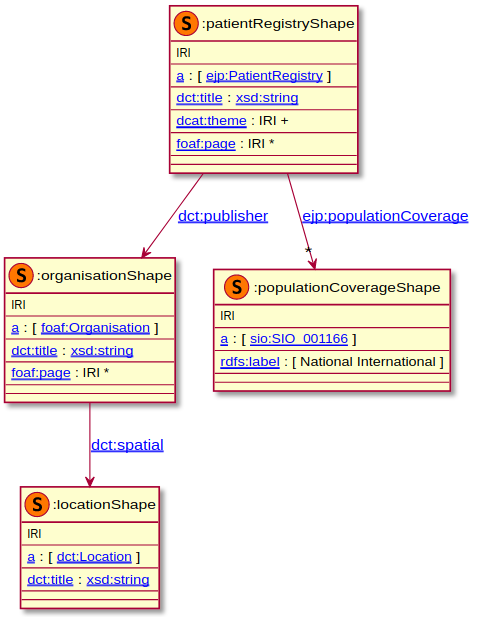 S :patientRegistryShape
IRI
a : [ ejp:PatientRegistry ]
dct:title : xsd:string
dcat:theme : IRI +
foaf:page : IRI *
dct:publisher
ejp:populationCoverage
*
S :organisationShape
IRI
a : [ foaf:Organisation ]
dct:title : xsd:string
foaf:page : IRI *
S :populationCoverageShape
IRI
a : [ sio:SIO_001166 ]
rdfs:label : [ National International ]
dct:spatial
S :locationShape
IRI
a : [ dct:Location ]
dct:title : xsd:string